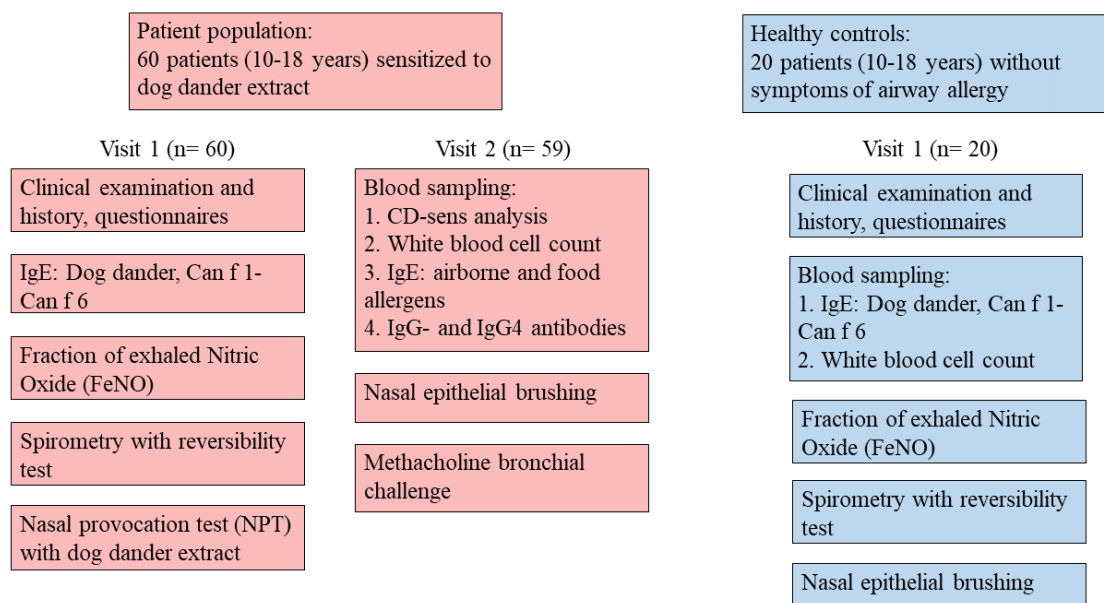 Patient population:
60 patients (10-18 years) sensitized to
dog dander extract
Healthy controls:
20 patients (10-18 years) without
symptoms of airway allergy
Visit 1 (n= 60)
Clinical examination and
history, questionnaires
IgE: Dog dander, Can f 1-
Can f 6
Fraction of exhaled Nitric
Oxide (FeNO)
Spirometry with reversibility
test
Nasal provocation test (NPT)
with dog dander extract
Visit 2 (n= 59)
Blood sampling:
1. CD-sens analysis
2. White blood cell count
3. IgE: airborne and food
allergens
4. IgG- and IgG4 antibodies
Nasal epithelial brushing
Methacholine bronchial
challenge
Visit 1 (n= 20)
Clinical examination and
history, questionnaires
Blood sampling:
1. IgE: Dog dander, Can f 1-
Can f 6
2. White blood cell count
Fraction of exhaled Nitric
Oxide (FeNO)
Spirometry with reversibility
test
Nasal epithelial brushing